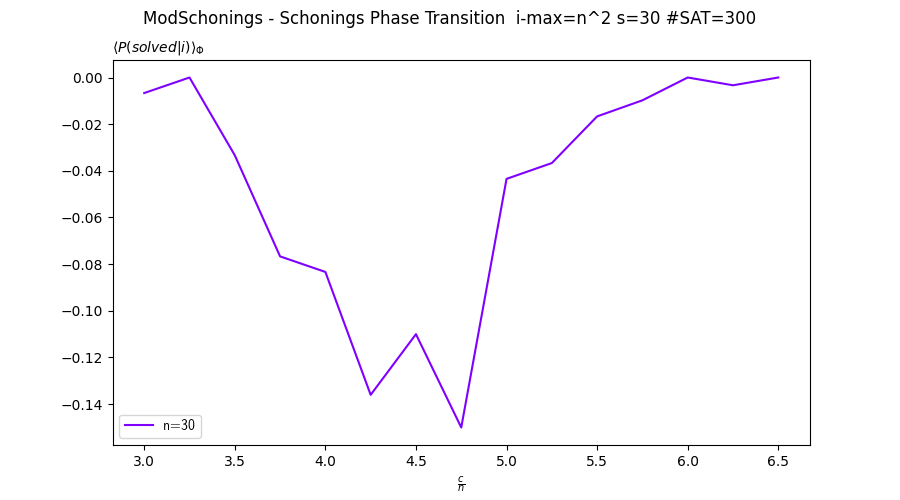 ModSchonings - Schonings Phase Transition  i-max=n^2 s=30 #SAT=300
⟨P(solved|i)⟩Φ
0.00
−0.02
−0.04
−0.06
−0.08
−0.10
−0.12
−0.14
n=30
3.0 3.5 4.0 4.5 5.0 5.5 6.0 6.5
c
n